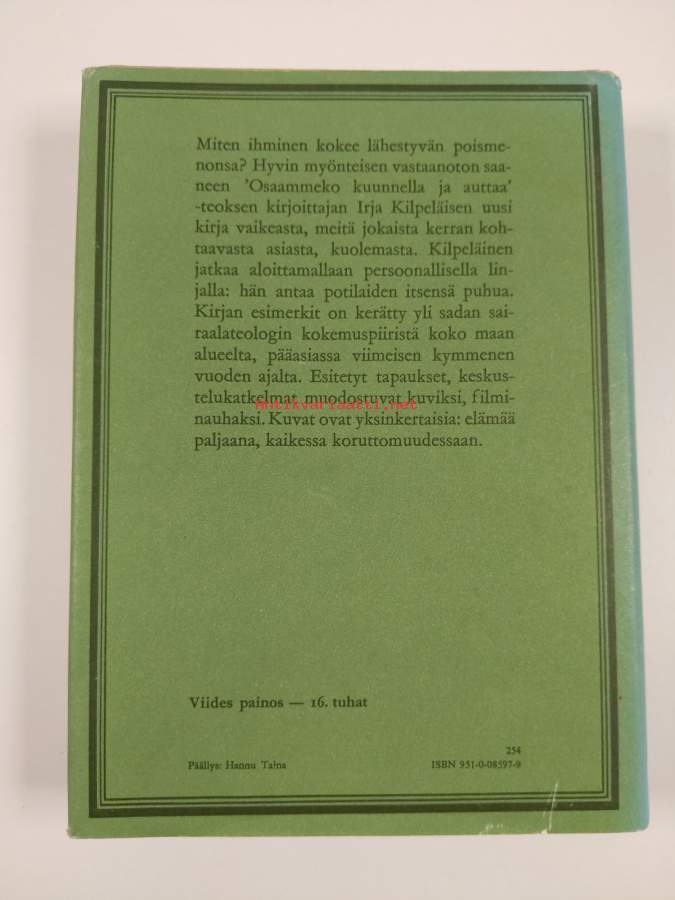 Miten ihminen kokee lähestyvän poisme-
nonsa? Hyvin myönteisen vastaanoton saa-
neen 'Osaammeko kuunnella ja auttaa'
-teoksen kirjoittajan Irja Kilpeläisen uusi
kirja vaikeasta, meitä jokaista kerran koh-
taavasta asiasta, kuolemasta. Kilpeläinen
jatkaa aloittamallaan persoonallisella lin-
jalla: hän antaa potilaiden itsensä puhua.
Kirjan esimerkit on kerätty yli sadan sai-
raalateologin kokemuspiiristä koko maan
alueelta, pääasiassa viimeisen kymmenen
vuoden ajalta. Esitetyt tapaukset, keskus-
telukatkelmat muodostuvat kuviksi, filmi-
Antikvariaatti.net
nauhaksi. Kuvat ovat yksinkertaisia: elämää
paljaana, kaikessa koruttomuudessaan.
Viides painos — 16. tuhat
254
Päällys: Hannu Taina
ISBN 951-0-08597-9